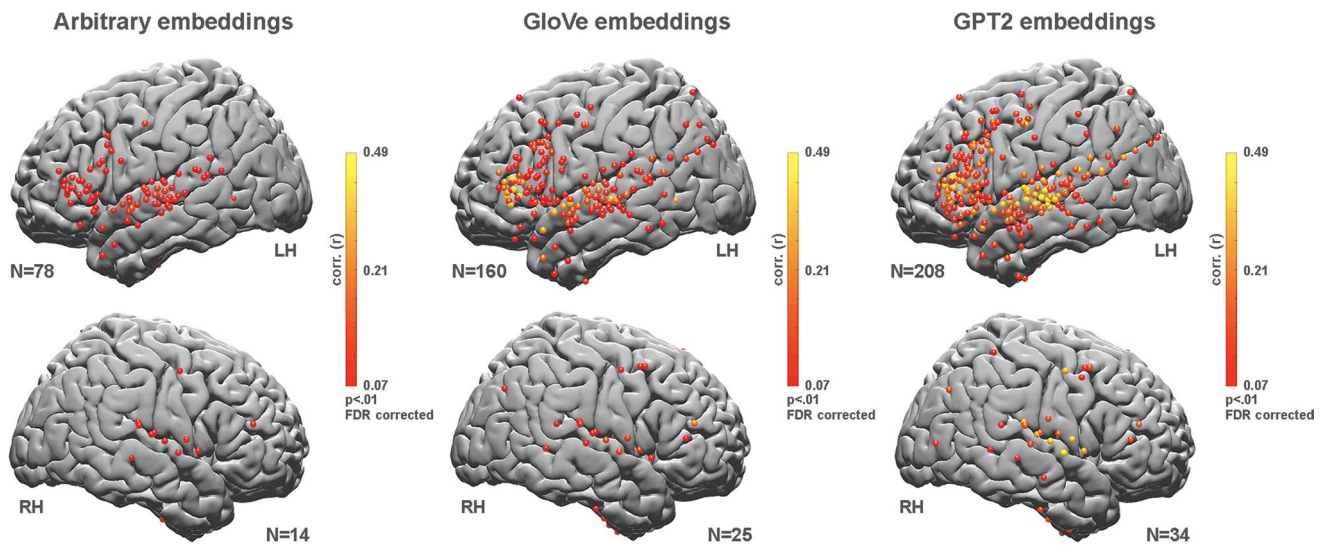 Arbitrary embeddings
GloVe embeddings
GPT2 embeddings
0.49
corr. (r)
0.21
0.07
p<.01
FDR corrected
LH
N=78
0.49
corr. (r)
0.21
0.07
p<.01
FDR corrected
LH
N=160
0.49
corr. (r)
0.21
0.07
p<.01
FDR corrected
LH
N=208
RH
N=14
RH
N=25
RH
N=34